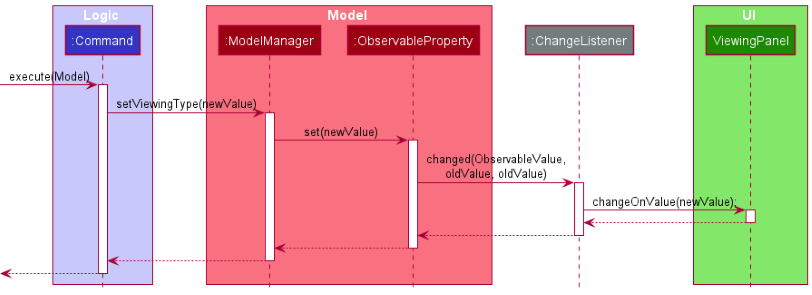 Logic
Model
UI
:Command
:ModelManager
:ObservableProperty
:ChangeListener
ViewingPanel
execute(Model)
setViewingType(newValue)
set(newValue)
changed(ObservableValue,
oldValue, oldValue)
changeOnValue(newValue);